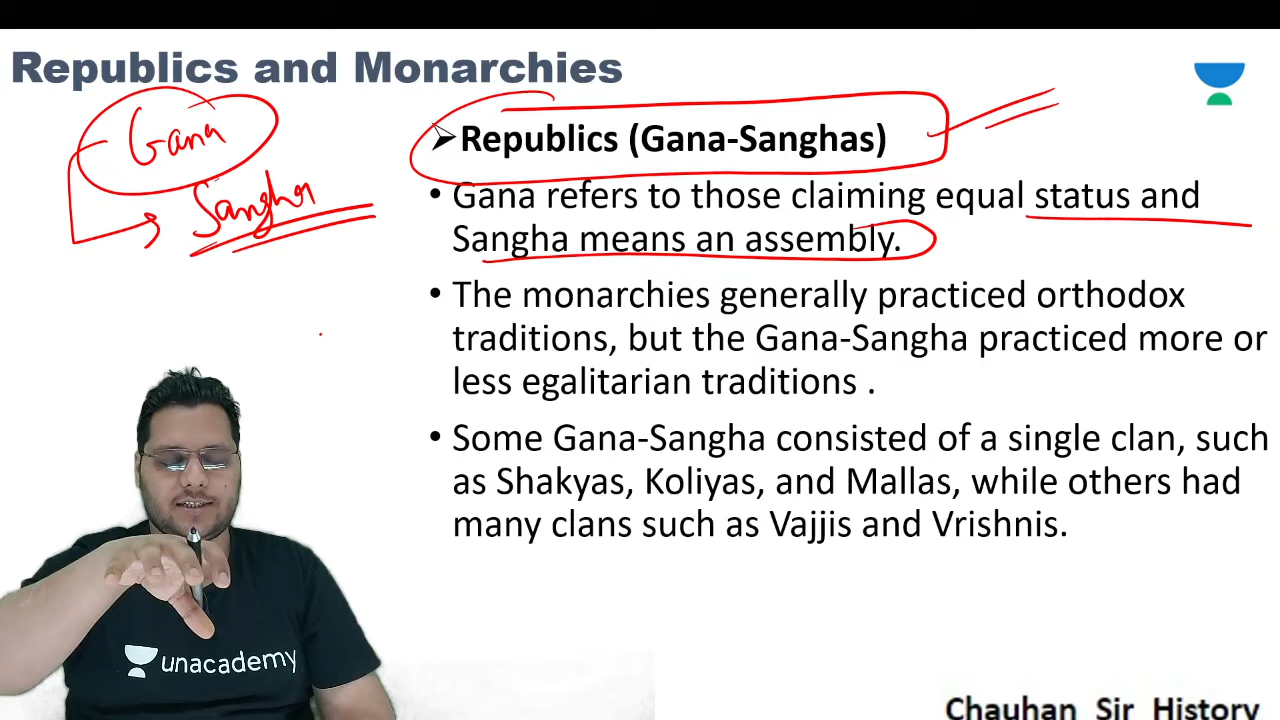 Republics and Monarchies
Gana
Sangha
➢Republics (Gana-Sanghas)
• Gana refers to those claiming equal status and
Sangha means an assembly.
• The monarchies generally practiced orthodox
traditions, but the Gana-Sangha practiced more or
less egalitarian traditions .
• Some Gana-Sangha consisted of a single clan, such
as Shakyas, Koliyas, and Mallas, while others had
many clans such as Vajjis and Vrishnis.
unacademy
Chauhan Sir History